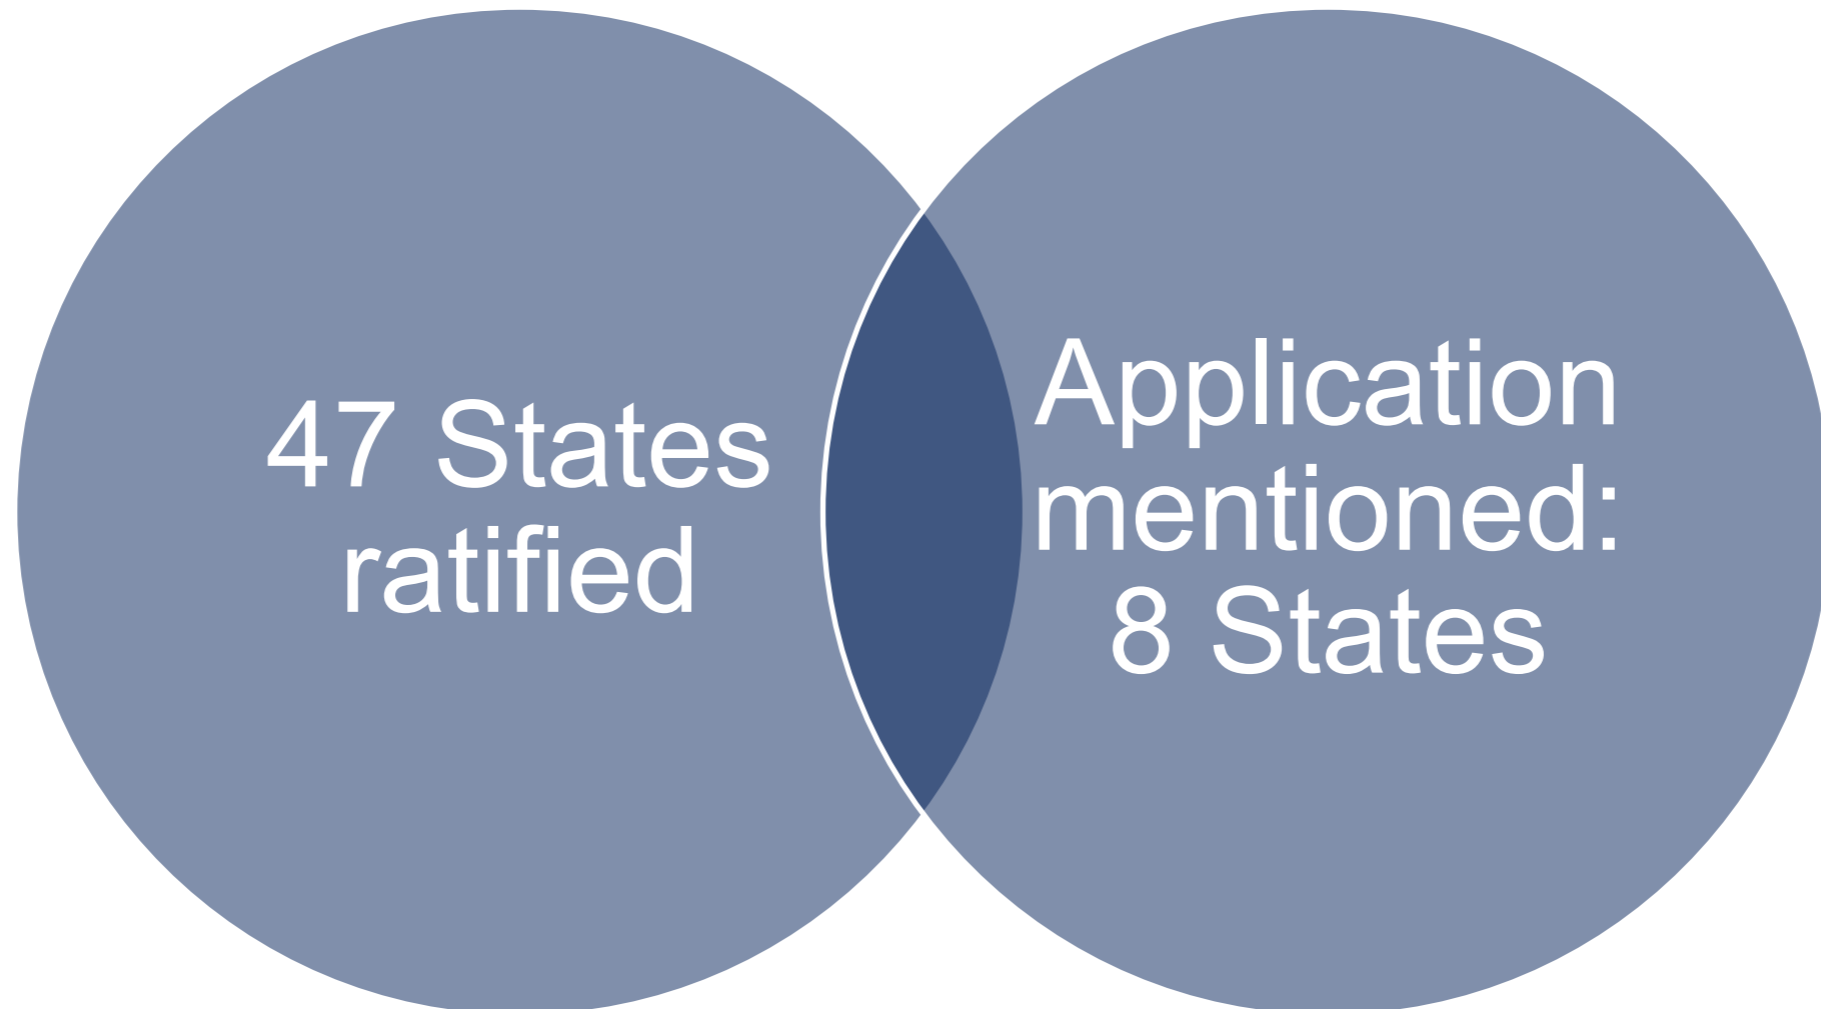 47 States
ratified
Application
mentioned:
8 States